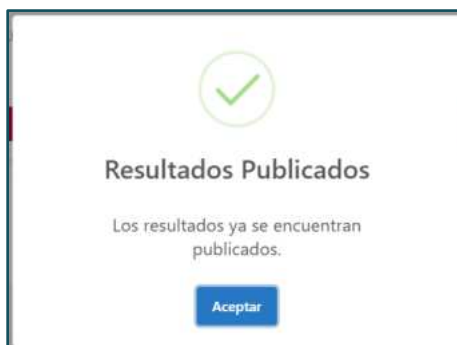 Resultados Publicados
Los resultados ya se encuentran
publicados.
Aceptar